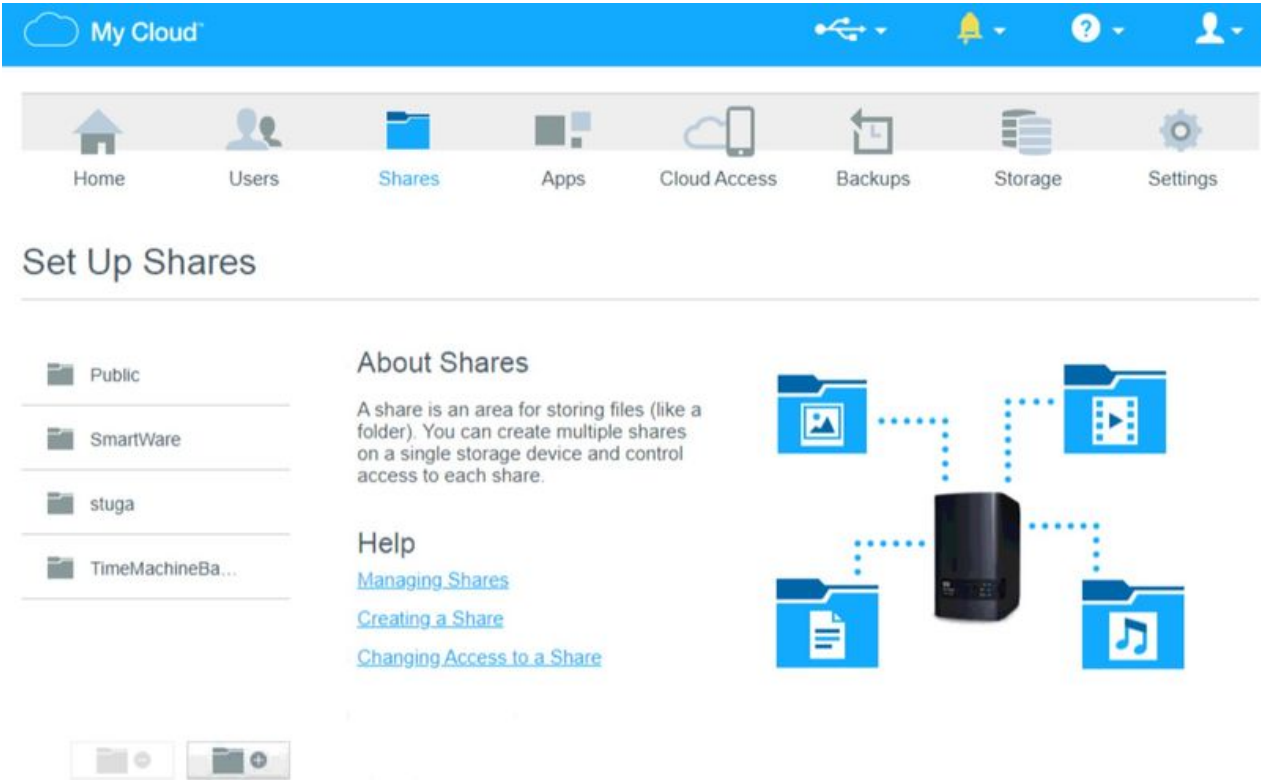 My Cloud™
Home Users Shares Apps Cloud Access Backups Storage Settings
Set Up Shares
Public
SmartWare
stuga
TimeMachineBa...
About Shares
A share is an area for storing files (like a
folder). You can create multiple shares
on a single storage device and control
access to each share.
Help
Managing Shares
Creating a Share
Changing Access to a Share